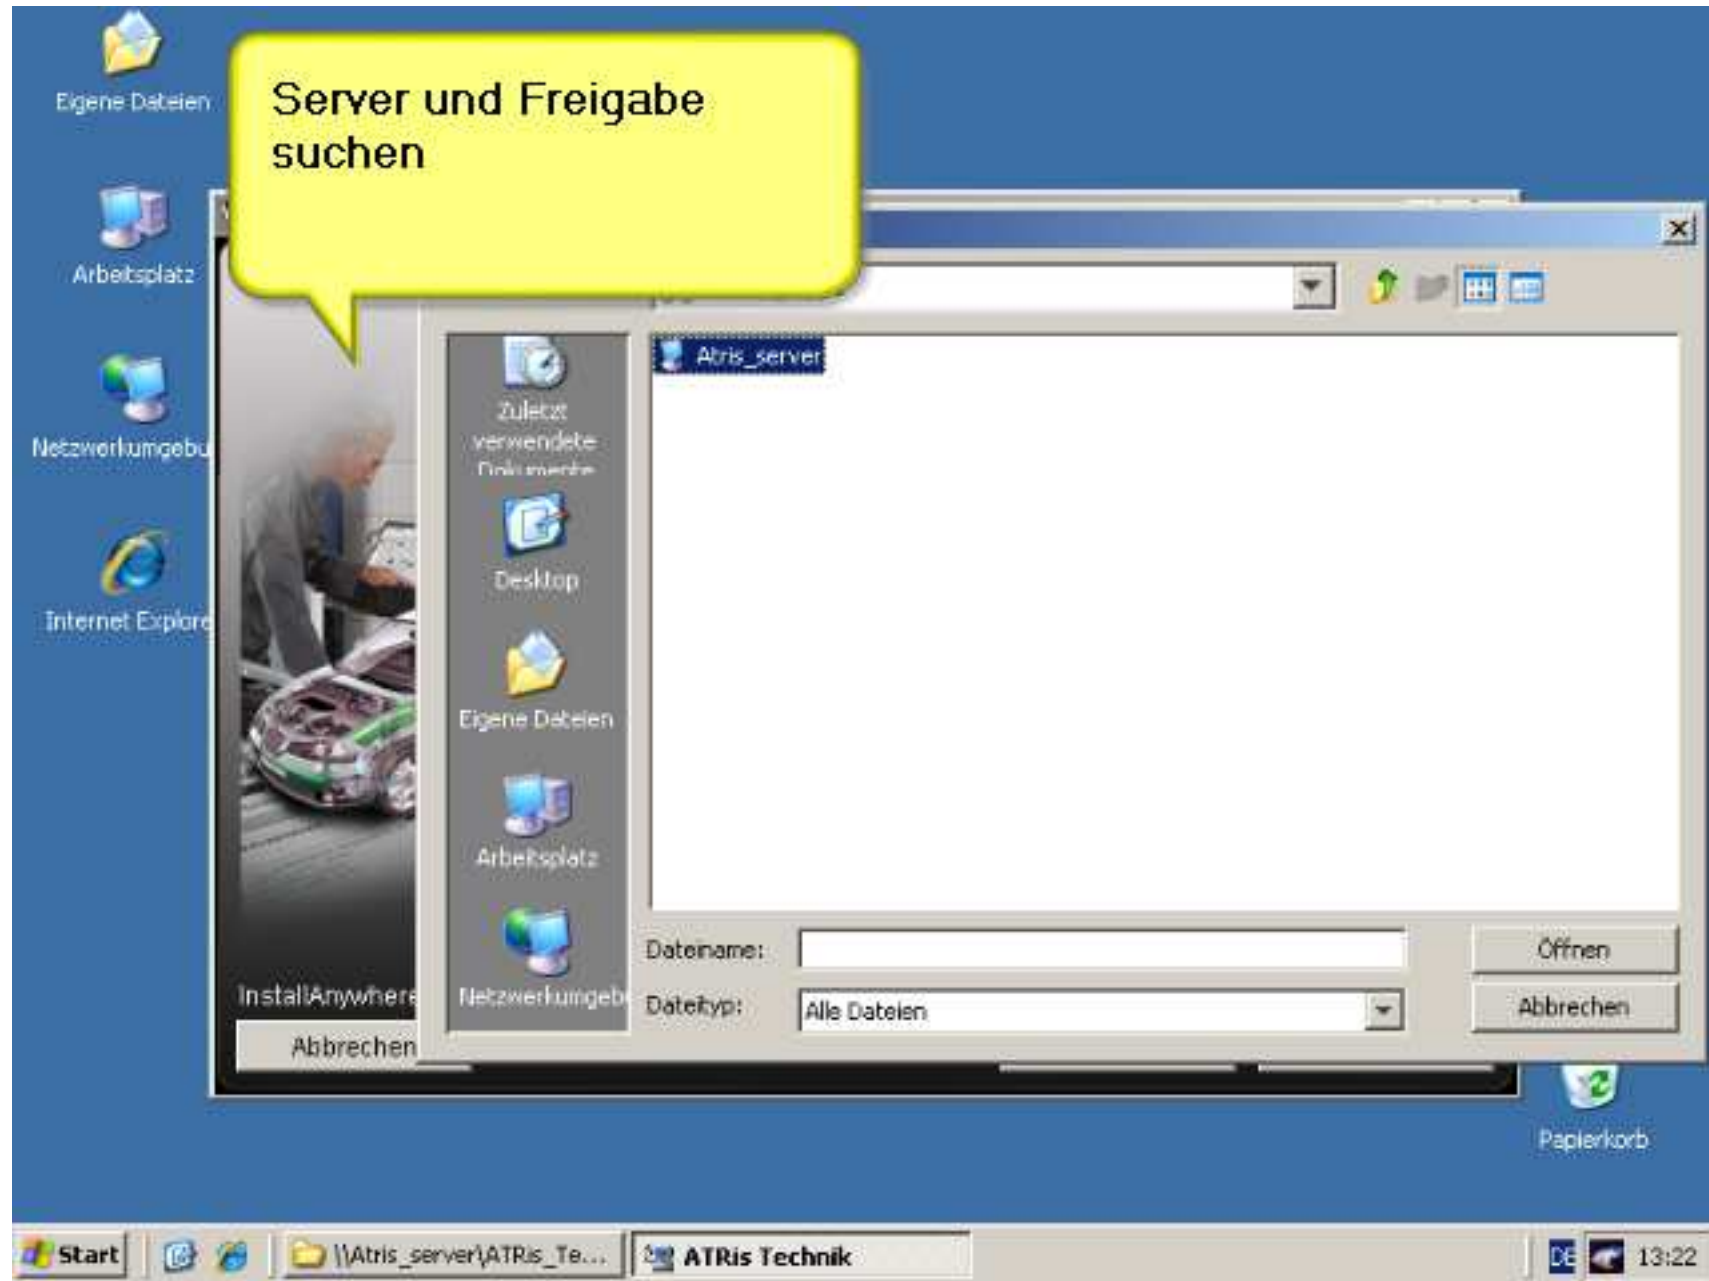 Eigene Dateien
Server und Freigabe
suchen
Arbeitsplatz
Netzwerkumgebu
Internet Explore
Atris_server
Zuletzt
verwendete
Dokumente
Desktop
Eigene Dateien
Arbeitsplatz
Netzwerkumgeb
Dateiname:
Öffnen
Dateityp:
Alle Dateien
Abbrechen
InstallAnywhere
Abbrechen
Papierkorb
Start
\\Atris_server\ATRis_Te...
ATRis Technik
DE
13:22